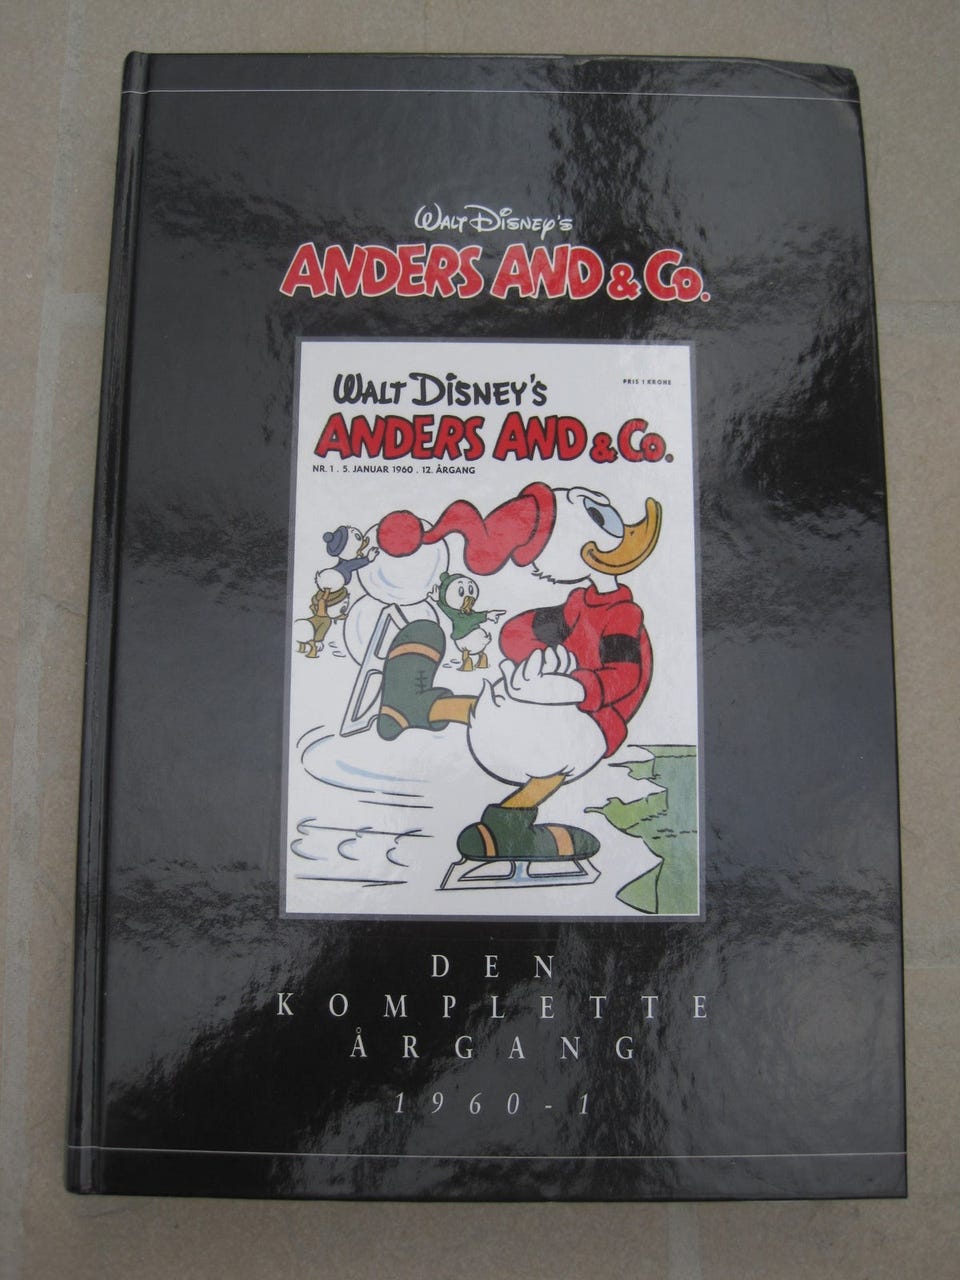 Walt Disney's
ANDERS AND & Co.
WALT DISNEY'S
PRIS 1 KRONE
ANDERS AND & Co.
NR. 1 . 5. JANUAR 1960 . 12. ÅRGANG
DEN
KOMPLETTE
ÅRGANG
1960-1